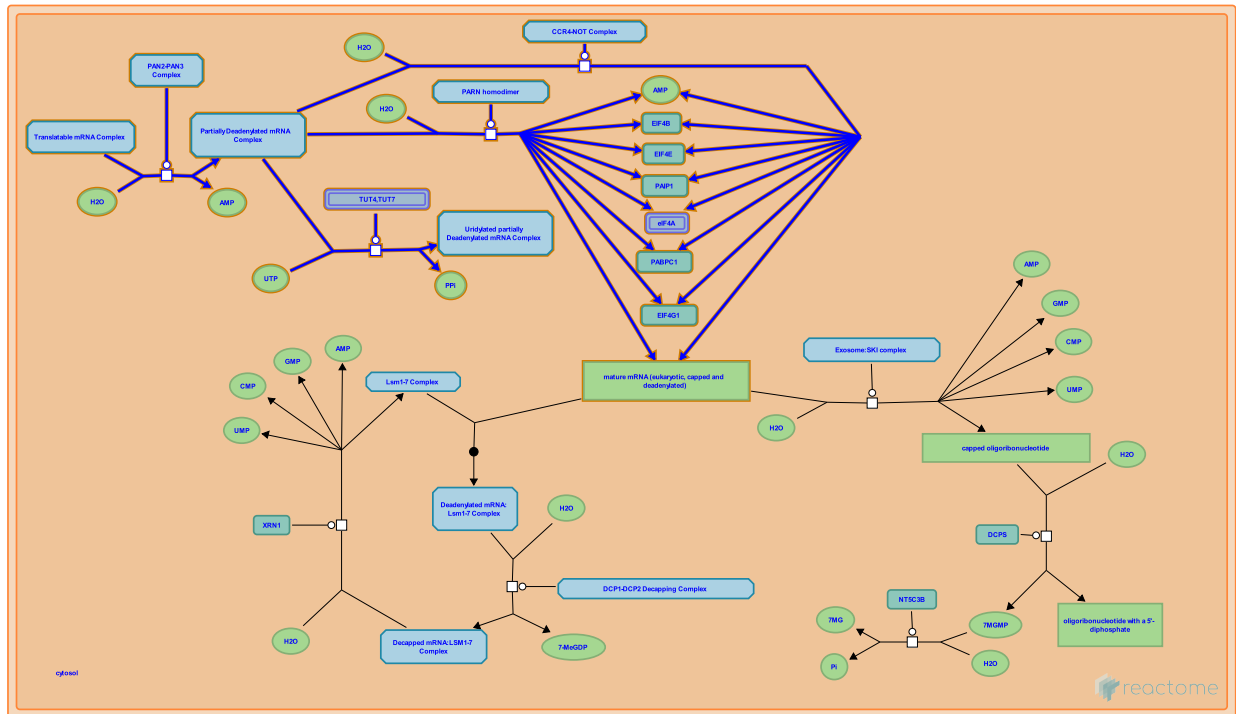 CCR4-NOT Complex
H2O
PAN2-PAN3
Complex
PARN homodimer
AMP
H2O
EIF4B
Translatable mRNA Complex
Partially Deadenylated mRNA
Complex
EIF4E
PAIP1
H2O
AMP
TUT4,TUT7
eIF4A
Uridylated partially
Deadenylated mRNA Complex
PABPC1
UTP
PPi
EIF4G1
AMP
GMP
CMP
UMP
Exosome:SKI complex
mature mRNA (eukaryotic, capped and
deadenylated)
H2O
capped oligoribonucleotide
H2O
AMP
GMP
CMP
UMP
Lsm1-7 Complex
XRN1
Deadenylated mRNA:
Lsm1-7 Complex
H2O
DCPS
DCP1-DCP2 Decapping Complex
NT5C3B
7MG
7MGMP
oligoribonucleotide with a 5'-
diphosphate
H2O
Decapped mRNA:LSM1-7
Complex
7-MeGDP
Pi
H2O
cytosol
reactome